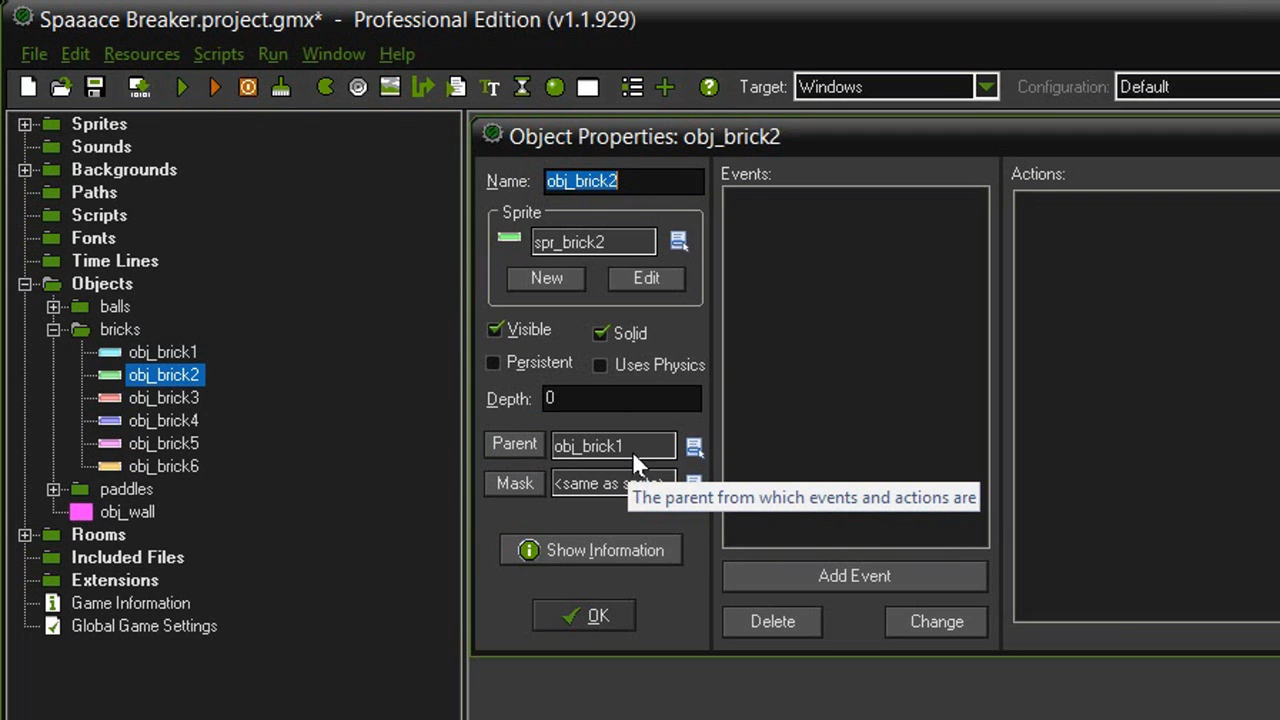 Spaaace Breaker.project.gmx* - Professional Edition (v1.1.929)
File Edit Resources Scripts Run Window Help
Target: Windows Configuration: Default
Sprites
Sounds
Backgrounds
Paths
Scripts
Fonts
Time Lines
Objects
balls
bricks
obj_brick1
obj_brick2
obj_brick3
obj_brick4
obj_brick5
obj_brick6
paddles
obj_wall
Rooms
Included Files
Extensions
Game Information
Global Game Settings
Object Properties: obj_brick2
Name: obj_brick2
Sprite
spr_brick2
New Edit
Visible Solid
Persistent Uses Physics
Depth: 0
Parent obj_brick1
Mask <same as
The parent from which events and actions are
Show Information
OK
Events:
Add Event
Delete Change
Actions: